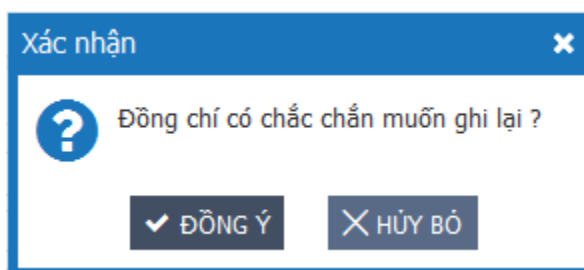 Xác nhận
Đồng chí có chắc chắn muốn ghi lại ?
ĐỒNG Ý
HỦY BỎ